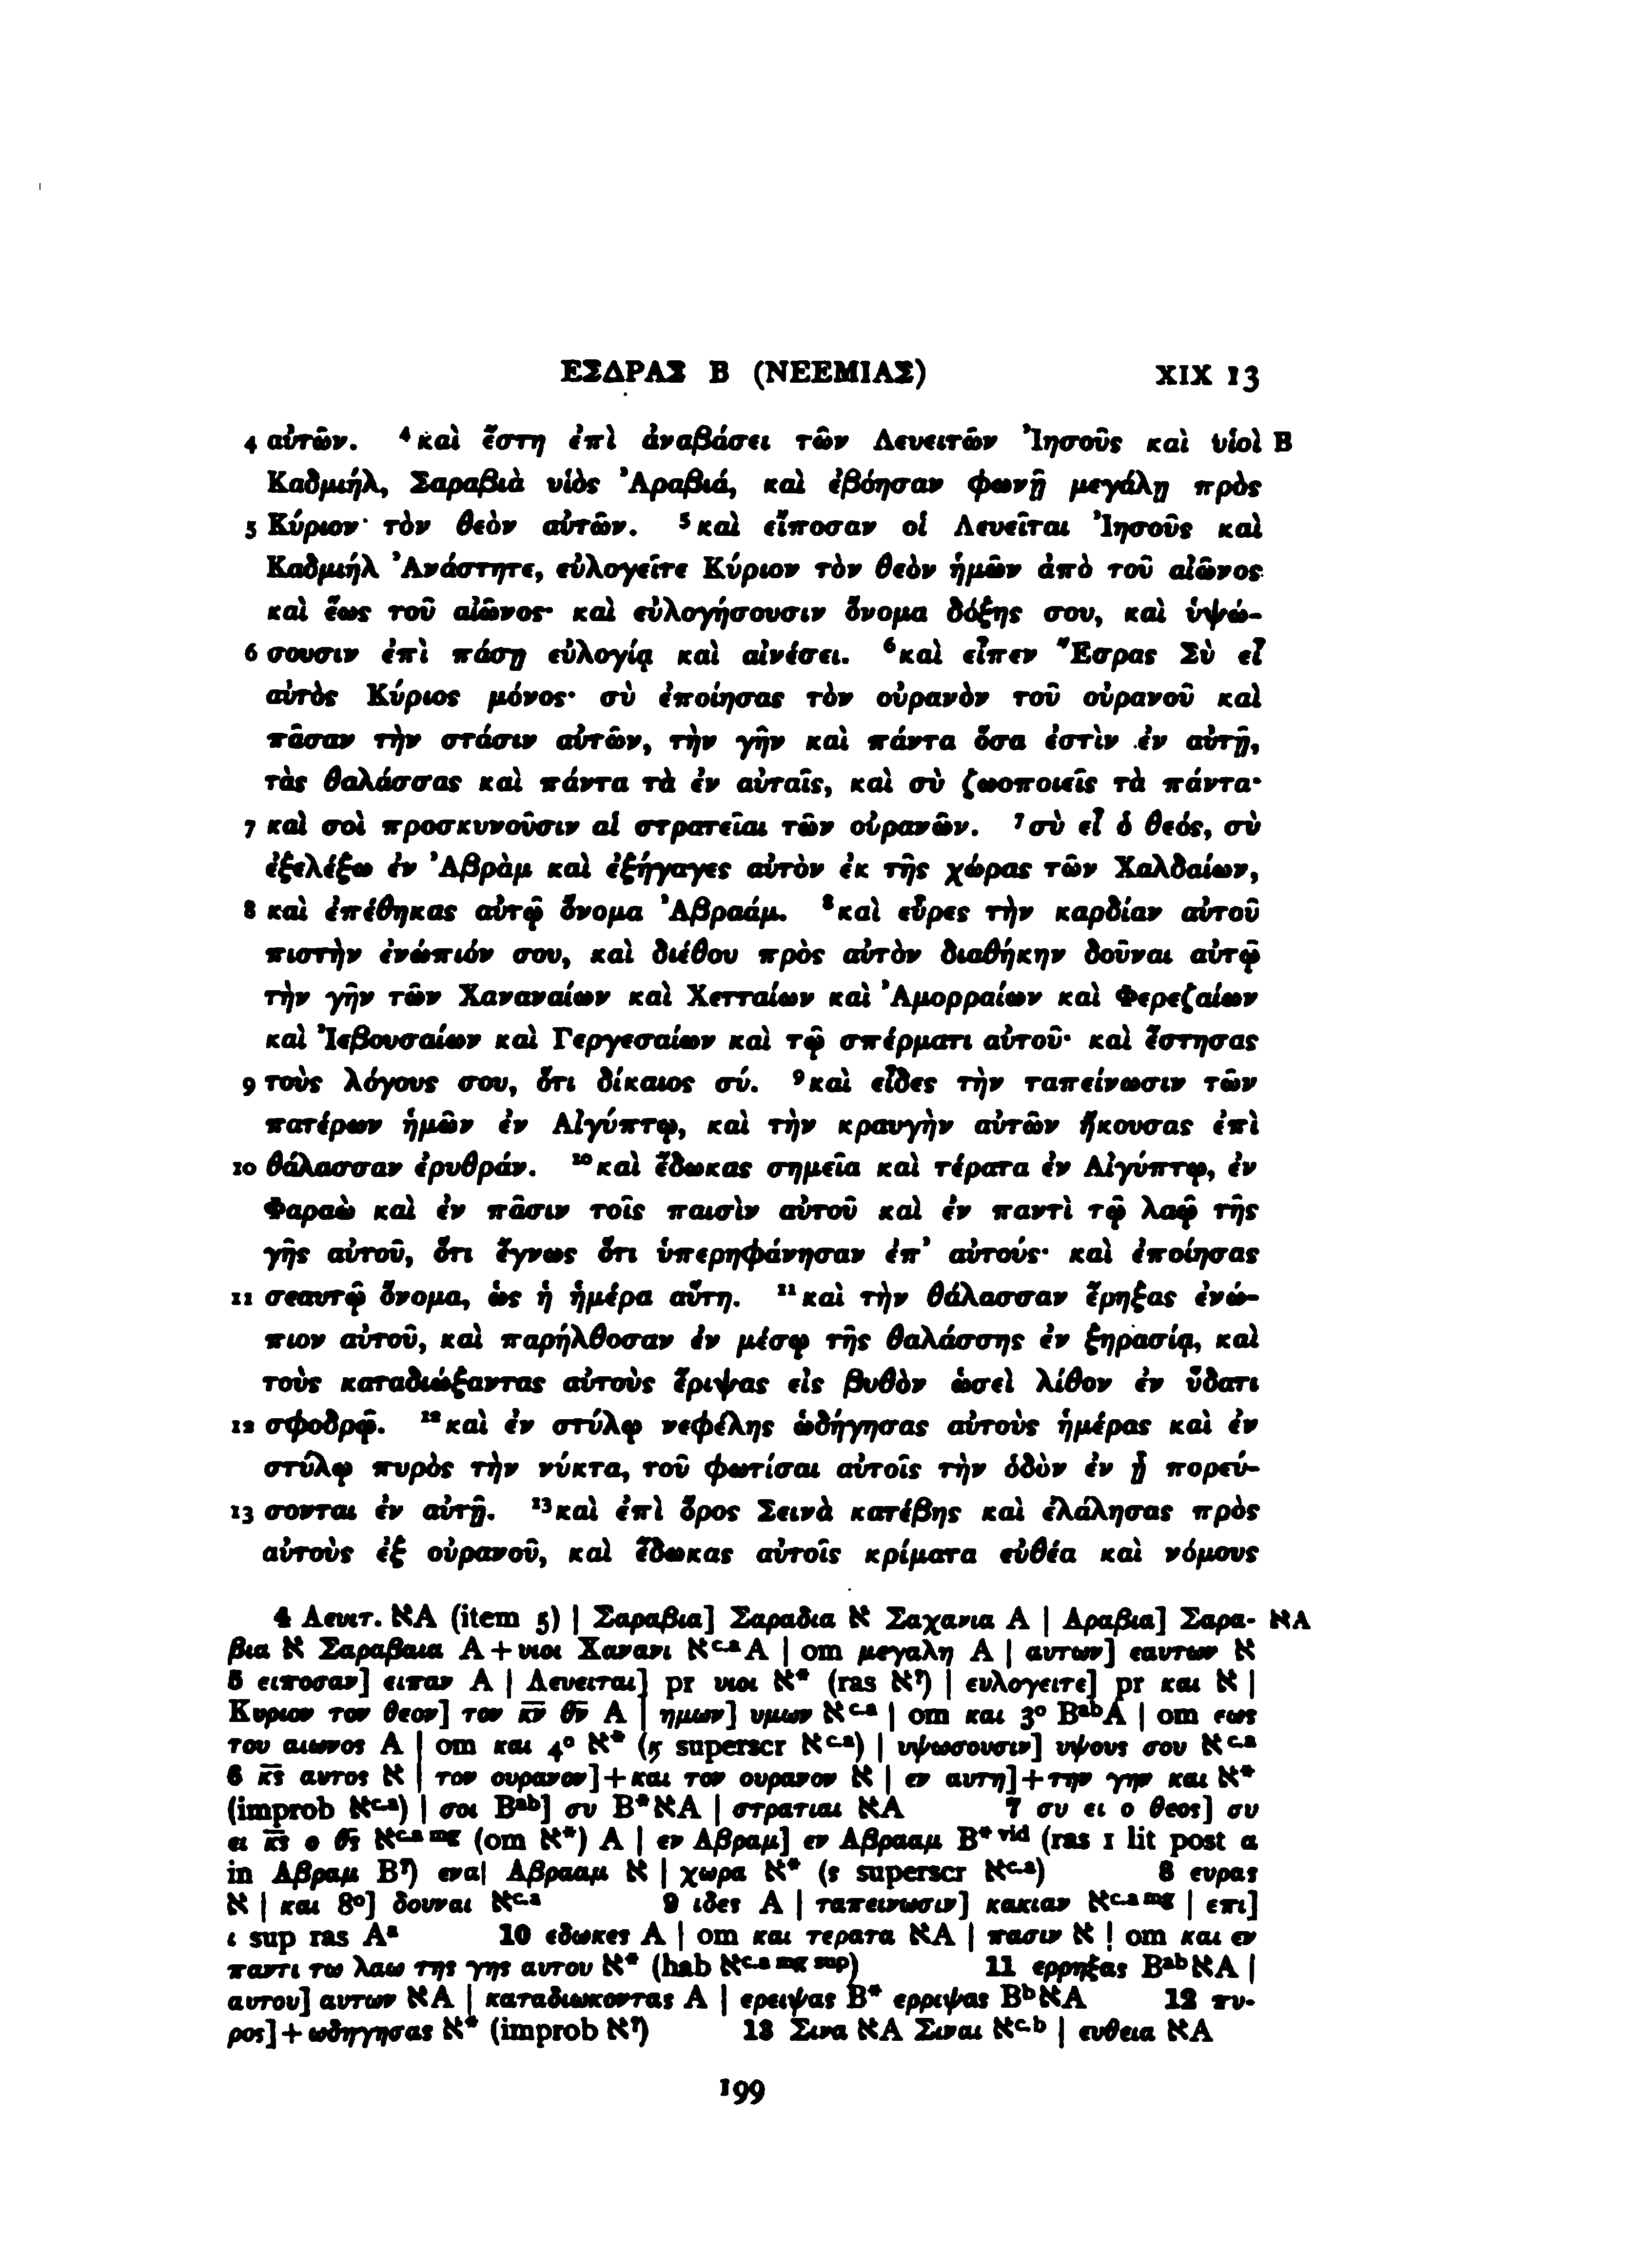 ΕΣΔΡΑΣ Β (ΝΕΕΜΙΑΣ) XIX 13
4 αὐτῶν. ⁴καὶ ἔστη ἐπὶ ἀναβάσει τῶν Λευειτῶν Ἰησοῦς καὶ υἱοὶ B
Καδμιήλ, Σαραβιὰ υἱὸς Ἀραβιά, καὶ ἐβόησαν φωνῇ μεγάλῃ πρὸς
5 Κύριον τὸν θεὸν αὐτῶν. ⁵καὶ εἴποσαν οἱ Λευεῖται Ἰησοῦς καὶ
Καδμιήλ Ἀνάστητε, εὐλογεῖτε Κύριον τὸν θεὸν ἡμῶν ἀπὸ τοῦ αἰῶνος
καὶ ἕως τοῦ αἰῶνος· καὶ εὐλογήσουσιν ὄνομα δόξης σου, καὶ ὑψώ-
6 σουσιν ἐπὶ πάσῃ εὐλογίᾳ καὶ αἰνέσει. ⁶καὶ εἶπεν Ἔσρας Σὺ εἶ
αὐτὸς Κύριος μόνος· σὺ ἐποίησας τὸν οὐρανὸν τοῦ οὐρανοῦ καὶ
πᾶσαν τὴν στάσιν αὐτῶν, τὴν γῆν καὶ πάντα ὅσα ἐστὶν ἐν αὐτῇ,
τὰς θαλάσσας καὶ πάντα τὰ ἐν αὐταῖς, καὶ σὺ ζωοποιεῖς τὰ πάντα·
7 καὶ σοὶ προσκυνοῦσιν αἱ στρατεῖαι τῶν οὐρανῶν. ⁷σὺ εἶ ὁ θεός, σὺ
ἐξελέξω ἐν Ἀβρὰμ καὶ ἐξήγαγες αὐτὸν ἐκ τῆς χώρας τῶν Χαλδαίων,
8 καὶ ἐπέθηκας αὐτῷ ὄνομα Ἀβραάμ. ⁸καὶ εὗρες τὴν καρδίαν αὐτοῦ
πιστὴν ἐνώπιόν σου, καὶ διέθου πρὸς αὐτὸν διαθήκην δοῦναι αὐτῷ
τὴν γῆν τῶν Χαναναίων καὶ Χετταίων καὶ Ἀμορραίων καὶ Φερεζαίων
καὶ Ἰεβουσαίων καὶ Γεργεσαίων καὶ τῷ σπέρματι αὐτοῦ· καὶ ἔστησας
9 τοὺς λόγους σου, ὅτι δίκαιος σύ. ⁹καὶ εἶδες τὴν ταπείνωσιν τῶν
πατέρων ἡμῶν ἐν Αἰγύπτῳ, καὶ τὴν κραυγὴν αὐτῶν ἤκουσας ἐπὶ
10 θάλασσαν ἐρυθράν. ¹⁰καὶ ἔδωκας σημεῖα καὶ τέρατα ἐν Αἰγύπτῳ, ἐν
Φαραὼ καὶ ἐν πᾶσιν τοῖς παισὶν αὐτοῦ καὶ ἐν παντὶ τῷ λαῷ τῆς
γῆς αὐτοῦ, ὅτι ἔγνως ὅτι ὑπερηφάνησαν ἐπ' αὐτούς· καὶ ἐποίησας
11 σεαυτῷ ὄνομα, ὡς ἡ ἡμέρα αὕτη. ¹¹καὶ τὴν θάλασσαν ἔρηξας ἐνώ-
πιον αὐτοῦ, καὶ παρήλθοσαν ἐν μέσῳ τῆς θαλάσσης ἐν ξηρασίᾳ, καὶ
τοὺς καταδιώξαντας αὐτοὺς ἔριψας εἰς βυθὸν ὡσεὶ λίθον ἐν ὕδατι
12 σφοδρῷ. ¹²καὶ ἐν στύλῳ νεφέλης ὡδήγησας αὐτοὺς ἡμέρας καὶ ἐν
στύλῳ πυρὸς τὴν νύκτα, τοῦ φωτίσαι αὐτοῖς τὴν ὁδὸν ἐν ᾗ πορεύ-
13 σονται ἐν αὐτῇ. ¹³καὶ ἐπὶ ὄρος Σεινὰ κατέβης καὶ ἐλάλησας πρὸς
αὐτοὺς ἐξ οὐρανοῦ, καὶ ἔδωκας αὐτοῖς κρίματα εὐθέα καὶ νόμους
4 Λευιτ. ℵA (item 5) | Σαραβια] Σαραδια ℵ Σαχανια A | Αραβια] Σαρα- ℵA
βια ℵ Σαραβαια A + υιοι Χανανι ℵᶜ·ᵃ A | om μεγαλη A | αυτων] εαυτων ℵ
5 ειποσαν] ειπαν A | Λευειται] pr υιοι ℵ* (ras ℵ?) | ευλογειτε] pr και ℵ |
Κυριον τον θεον] τον κ̅ν̅ θ̅ν̅ A | ημων] υμων ℵᶜ·ᵃ | om και 3° BᵃᵇA | om εως
του αιωνος A | om και 4° ℵ* (ϗ superscr ℵᶜ·ᵃ) | υψωσουσιν] υψους σου ℵᶜ·ᵃ
6 κ̅ς̅ αυτος ℵ | τον ουρανον] + και τον ουρανον ℵ | εν αυτη] + την γην και ℵ*
(improb ℵᶜ·ᵃ) | σοι Bᵃᵇ] συ B*ℵA | στρατιαι ℵA 7 συ ει ο θεος] συ
ει κ̅ς̅ ο θ̅ς̅ ℵᶜ·ᵃ ᵐᵍ (om ℵ*) A | εν Αβραμ] εν Αβρααμ B* ᵛⁱᵈ (ras 1 lit post α
in Αβραμ B?) ενα| Αβρααμ ℵ | χωρα ℵ* (ς superscr ℵᶜ·ᵃ) 8 ευρας
ℵ | και 8°] δουναι ℵᶜ·ᵃ 9 ιδες A | ταπεινωσιν] κακιαν ℵᶜ·ᵃ ᵐᵍ | επι]
ι sup ras Aᵃ 10 εδωκες A | om και τερατα ℵA | πασιν ℵ | om και εν
παντι τω λαω της γης αυτου ℵ* (hab ℵᶜ·ᵃ ᵐᵍ ˢᵘᵖ) 11 ερρηξας BᵃᵇℵA |
αυτου] αυτων ℵA | καταδιωκοντας A | ερειψας B* ερριψας BᵇℵA 12 πυ-
ρος] + ωδηγησας ℵ* (improb ℵ?) 13 Σινα ℵA Σιναι ℵᶜ·ᵇ | ευθεια ℵA
199